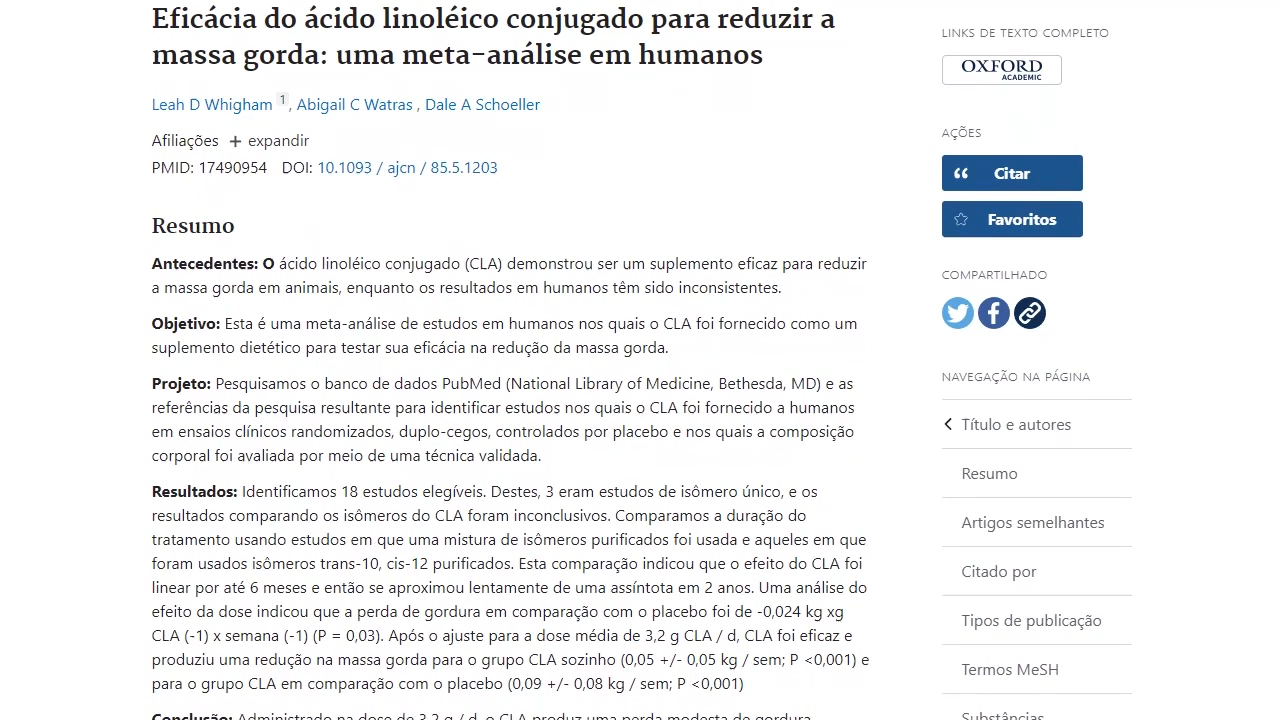 Eficácia do ácido linoléico conjugado para reduzir a
massa gorda: uma meta-análise em humanos
Leah D Whigham 1, Abigail C Watras , Dale A Schoeller
Afiliações + expandir
PMID: 17490954 DOI: 10.1093 / ajcn / 85.5.1203
Resumo
Antecedentes: O ácido linoléico conjugado (CLA) demonstrou ser um suplemento eficaz para reduzir
a massa gorda em animais, enquanto os resultados em humanos têm sido inconsistentes.
Objetivo: Esta é uma meta-análise de estudos em humanos nos quais o CLA foi fornecido como um
suplemento dietético para testar sua eficácia na redução da massa gorda.
Projeto: Pesquisamos o banco de dados PubMed (National Library of Medicine, Bethesda, MD) e as
referências da pesquisa resultante para identificar estudos nos quais o CLA foi fornecido a humanos
em ensaios clínicos randomizados, duplo-cegos, controlados por placebo e nos quais a composição
corporal foi avaliada por meio de uma técnica validada.
Resultados: Identificamos 18 estudos elegíveis. Destes, 3 eram estudos de isômero único, e os
resultados comparando os isômeros do CLA foram inconclusivos. Comparamos a duração do
tratamento usando estudos em que uma mistura de isômeros purificados foi usada e aqueles em que
foram usados isômeros trans-10, cis-12 purificados. Esta comparação indicou que o efeito do CLA foi
linear por até 6 meses e então se aproximou lentamente de uma assíntota em 2 anos. Uma análise do
efeito da dose indicou que a perda de gordura em comparação com o placebo foi de -0,024 kg xg
CLA (-1) x semana (-1) (P = 0,03). Após o ajuste para a dose média de 3,2 g CLA / d, CLA foi eficaz e
produziu uma redução na massa gorda para o grupo CLA sozinho (0,05 +/- 0,05 kg / sem; P <0,001) e
para o grupo CLA em comparação com o placebo (0,09 +/- 0,08 kg / sem; P <0,001)
Conclusão: Administrado na dose de 3,2 g / d, o CLA produz uma perda modesta de gordura
LINKS DE TEXTO COMPLETO
OXFORD
ACADEMIC
AÇÕES
Citar
Favoritos
COMPARTILHADO
NAVEGAÇÃO NA PÁGINA
Título e autores
Resumo
Artigos semelhantes
Citado por
Tipos de publicação
Termos MeSH
Substâncias